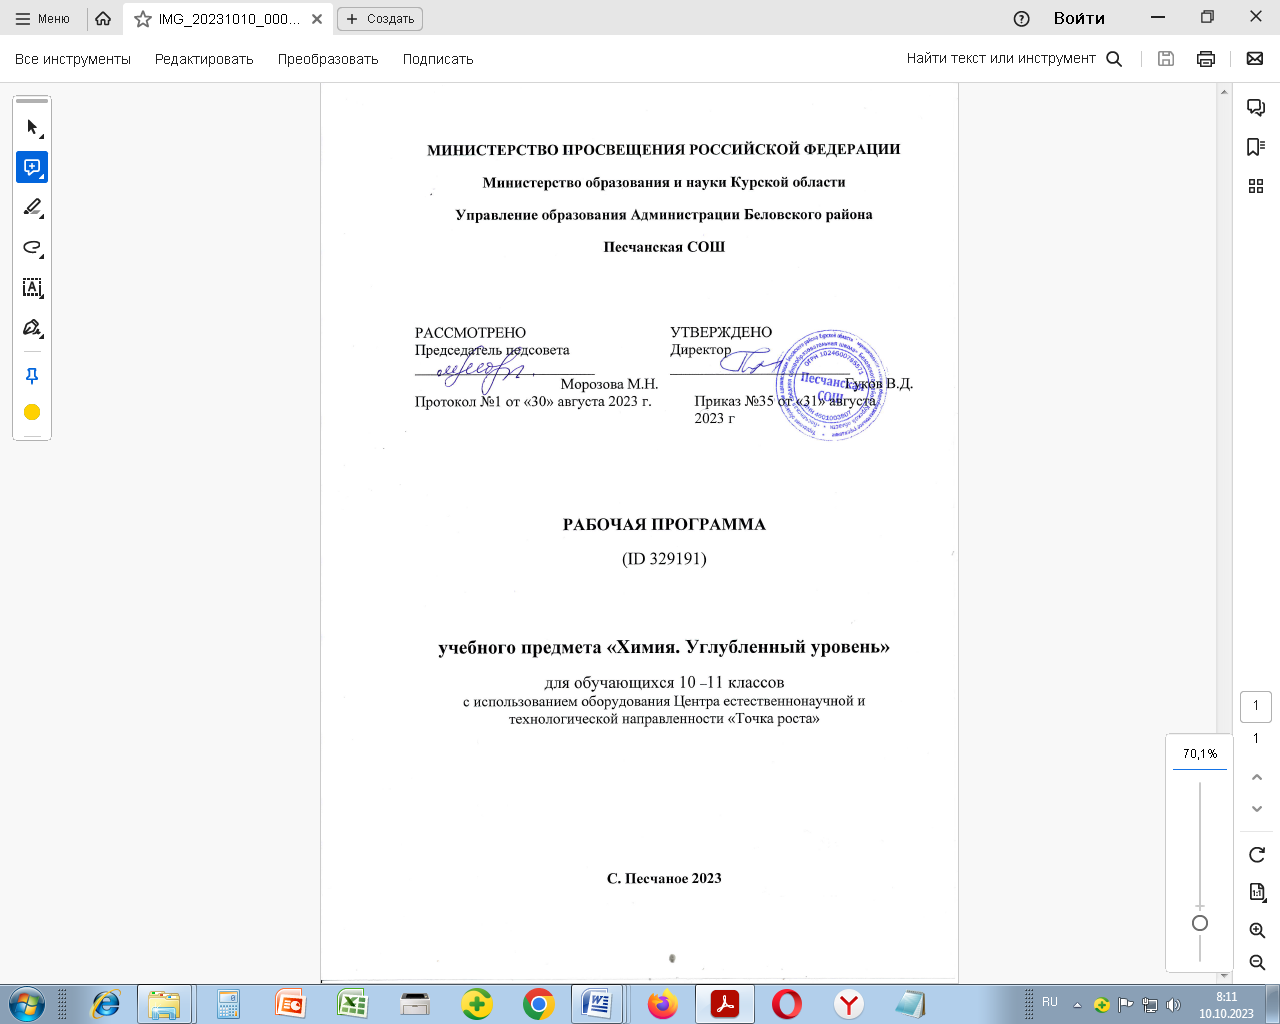 Меню
IMG_20231010_000...
Создать
Войти
Все инструменты
Редактировать
Преобразовать
Подписать
Найти текст или инструмент
МИНИСТЕРСТВО ПРОСВЕЩЕНИЯ РОССИЙСКОЙ ФЕДЕРАЦИИ
Министерство образования и науки Курской области
Управление образования Администрации Беловского района
Песчанская СОШ
РАССМОТРЕНО
Председатель педсовета
Морозова М.Н.
Протокол №1 от «30» августа 2023 г.
УТВЕРЖДЕНО
Директор
Куков В.Д.
Приказ №35 от «31» августа
2023 г
Песчанская
СОШ
РАБОЧАЯ ПРОГРАММА
(ID 329191)
учебного предмета «Химия. Углубленный уровень»
для обучающихся 10 –11 классов
с использованием оборудования Центра естественнонаучной и
технологической направленности «Точка роста»
С. Песчаное 2023
1
1
70,1%
RU
8:11
10.10.2023